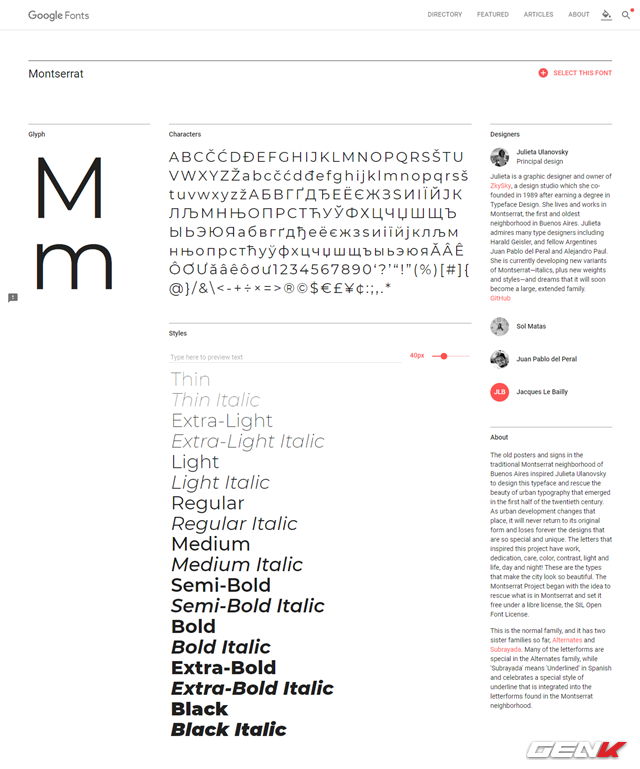 Google Fonts
DIRECTORY FEATURED ARTICLES ABOUT
Montserrat
SELECT THIS FONT
Glyph
M
m
Characters
ABCČĆDĐEFGHIJKLMNOPQRSŠTU
VWXYZŽabcčćdđefghijklmnopqrsš
tuvwxyzžАБВГҐДЂЕЁЄЖЗЅИІЇЙЈК
ЛЉМНЊОПРСТЋУЎФХЦЧЏШЩЪ
ЫЬЭЮЯабвгґдђеёєжзѕиіїйјклљм
нњопрстћуўфхцчџшщъыьэюяĂÂÊ
ÔƠƯăâêôơư1234567890‘?’“!”(%)[#]{
@}/&\<-+÷×=>®©$€£¥¢:;,.*
Styles
Type here to preview text
40px
Thin
Thin Italic
Extra-Light
Extra-Light Italic
Light
Light Italic
Regular
Regular Italic
Medium
Medium Italic
Semi-Bold
Semi-Bold Italic
Bold
Bold Italic
Extra-Bold
Extra-Bold Italic
Black
Black Italic
Designers
Julieta Ulanovsky
Principal design
Julieta is a graphic designer and owner of
ZkySky, a design studio which she co-
founded in 1989 after earning a degree in
Typeface Design. She lives and works in
Montserrat, the first and oldest
neighborhood in Buenos Aires. Julieta
admires many type designers including
Harald Geisler, and fellow Argentines
Juan Pablo del Peral and Alejandro Paul.
She is currently developing new variants
of Montserrat—italics, plus new weights
and styles—and dreams that it will soon
become a large, extended family.
GitHub
Sol Matas
Juan Pablo del Peral
JLB
Jacques Le Bailly
About
The old posters and signs in the
traditional Montserrat neighborhood of
Buenos Aires inspired Julieta Ulanovsky
to design this typeface and rescue the
beauty of urban typography that emerged
in the first half of the twentieth century.
As urban development changes that
place, it will never return to its original
form and loses forever the designs that
are so special and unique. The letters that
inspired this project have work,
dedication, care, color, contrast, light and
life, day and night! These are the types
that make the city look so beautiful. The
Montserrat Project began with the idea to
rescue what is in Montserrat and set it
free under a libre license, the SIL Open
Font License.
This is the normal family, and it has two
sister families so far, Alternates and
Subrayada. Many of the letterforms are
special in the Alternates family, while
'Subrayada' means 'Underlined' in Spanish
and celebrates a special style of
underline that is integrated into the
letterforms found in the Montserrat
neighborhood.
GENK